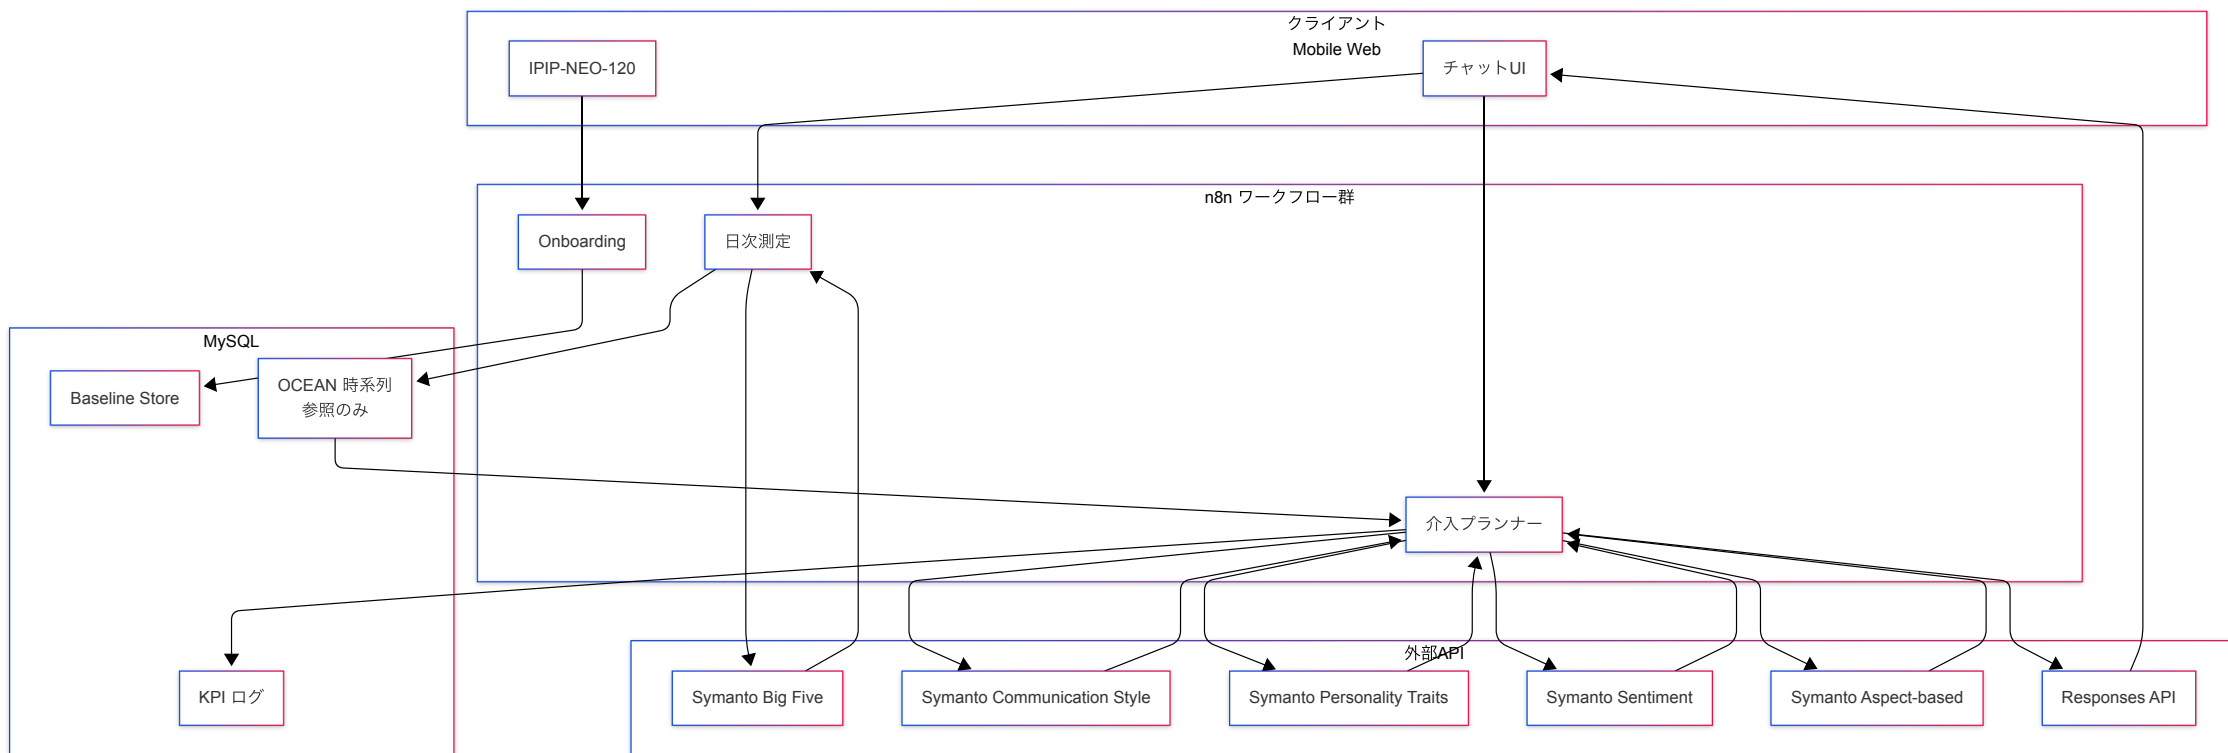 クライアント
Mobile Web
IPIP-NEO-120
チャットUI
n8n ワークフロー群
Onboarding
日次測定
MySQL
Baseline Store
OCEAN 時系列
参照のみ
介入プランナー
外部API
KPI ログ
Symanto Big Five
Symanto Communication Style
Symanto Personality Traits
Symanto Sentiment
Symanto Aspect-based
Responses API